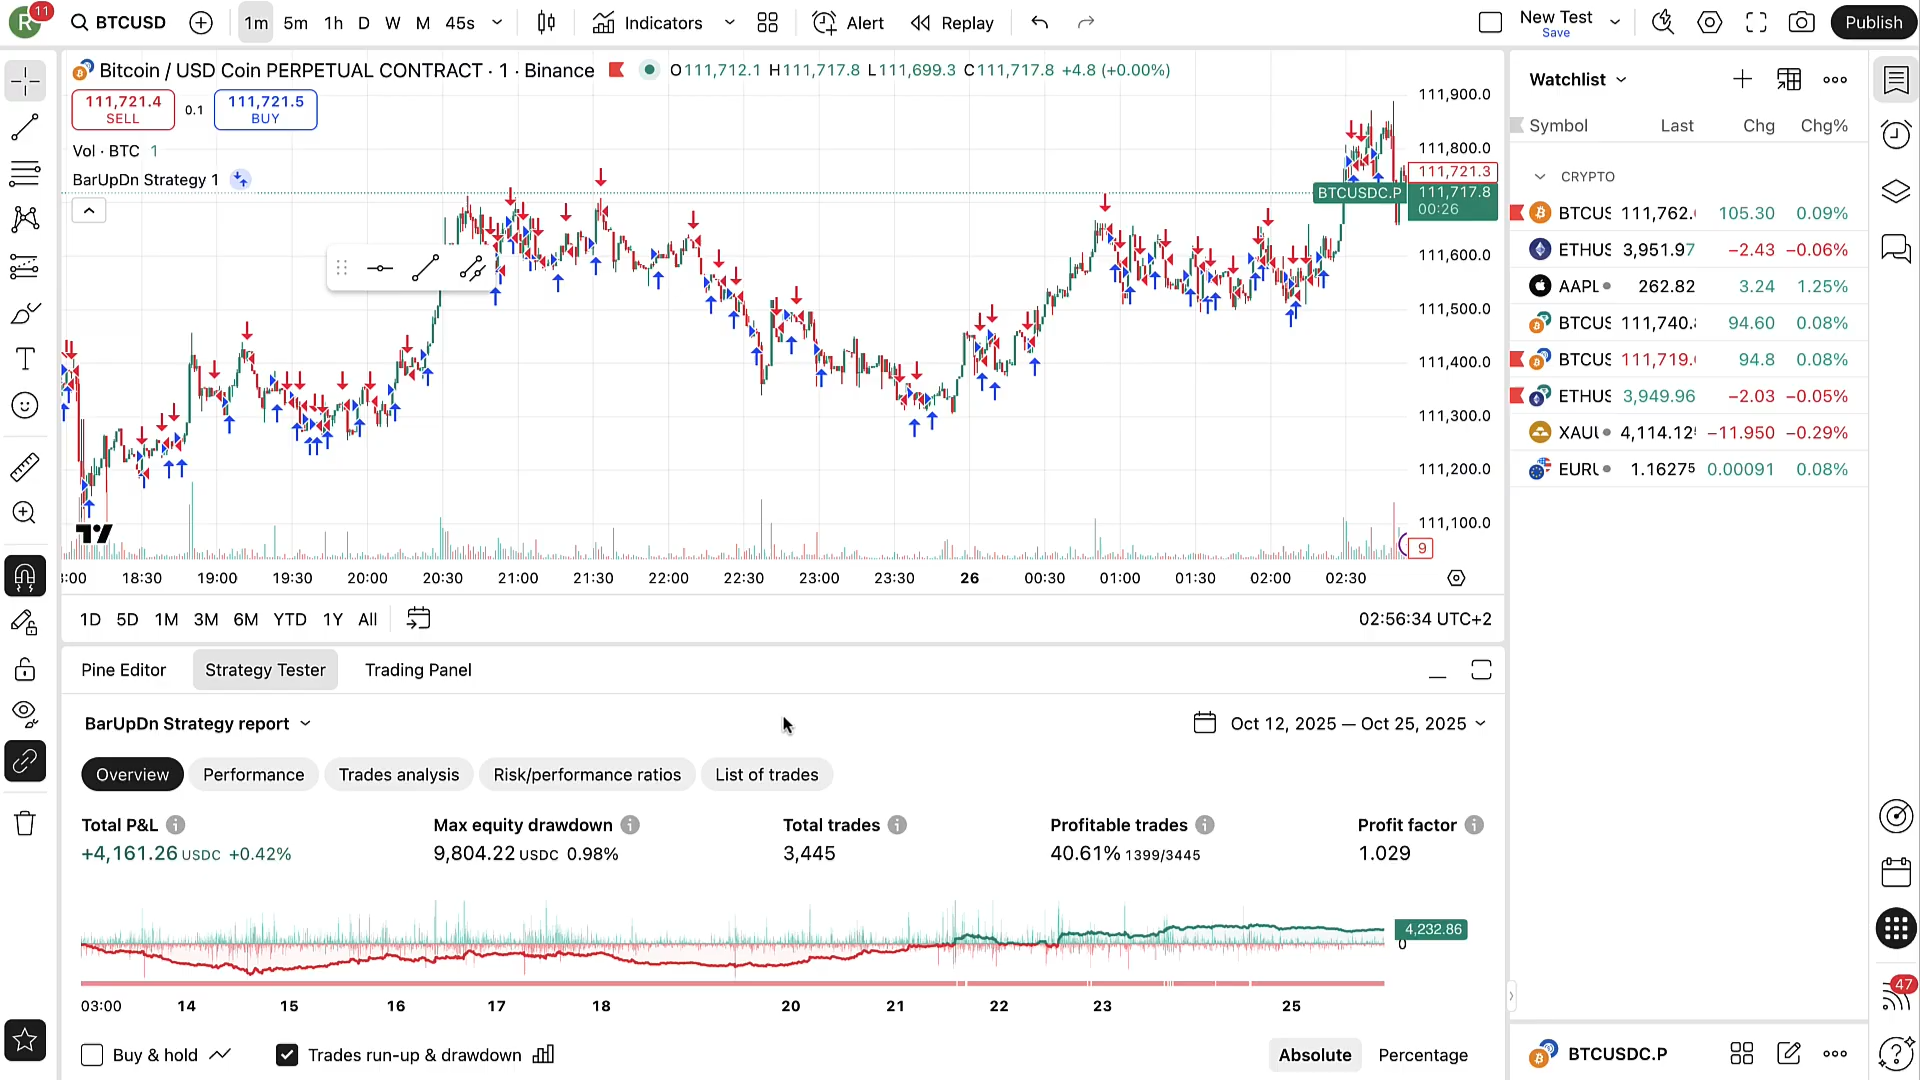 R 11 BTCUSD 1m 5m 1h D W M 45s Indicators Alert Replay New Test Save Publish
Bitcoin / USD Coin PERPETUAL CONTRACT · 1 · Binance O111,712.1 H111,717.8 L111,699.3 C111,717.8 +4.8 (+0.00%)
111,721.4 SELL 0.1 111,721.5 BUY
Vol · BTC 1
BarUpDn Strategy 1
111,900.0
111,800.0
111,721.3
BTCUSDC.P 111,717.8
00:26
111,600.0
111,500.0
111,400.0
111,300.0
111,200.0
111,100.0
9
18:30 19:00 19:30 20:00 20:30 21:00 21:30 22:00 22:30 23:00 23:30 26 00:30 01:00 01:30 02:00 02:30
1D 5D 1M 3M 6M YTD 1Y All 02:56:34 UTC+2
Pine Editor Strategy Tester Trading Panel
BarUpDn Strategy report Oct 12, 2025 — Oct 25, 2025
Overview Performance Trades analysis Risk/performance ratios List of trades
Total P&L Max equity drawdown Total trades Profitable trades Profit factor
+4,161.26 USDC +0.42% 9,804.22 USDC 0.98% 3,445 40.61% 1399/3445 1.029
4,232.86
0
03:00 14 15 16 17 18 20 21 22 23 25
Buy & hold Trades run-up & drawdown Absolute Percentage
Watchlist
Symbol Last Chg Chg%
CRYPTO
BTCUS 111,762. 105.30 0.09%
ETHUS 3,951.97 −2.43 −0.06%
AAPL 262.82 3.24 1.25%
BTCUS 111,740. 94.60 0.08%
BTCUS 111,719. 94.8 0.08%
ETHUS 3,949.96 −2.03 −0.05%
XAU 4,114.12 −11.950 −0.29%
EUR 1.16275 0.00091 0.08%
47
BTCUSDC.P